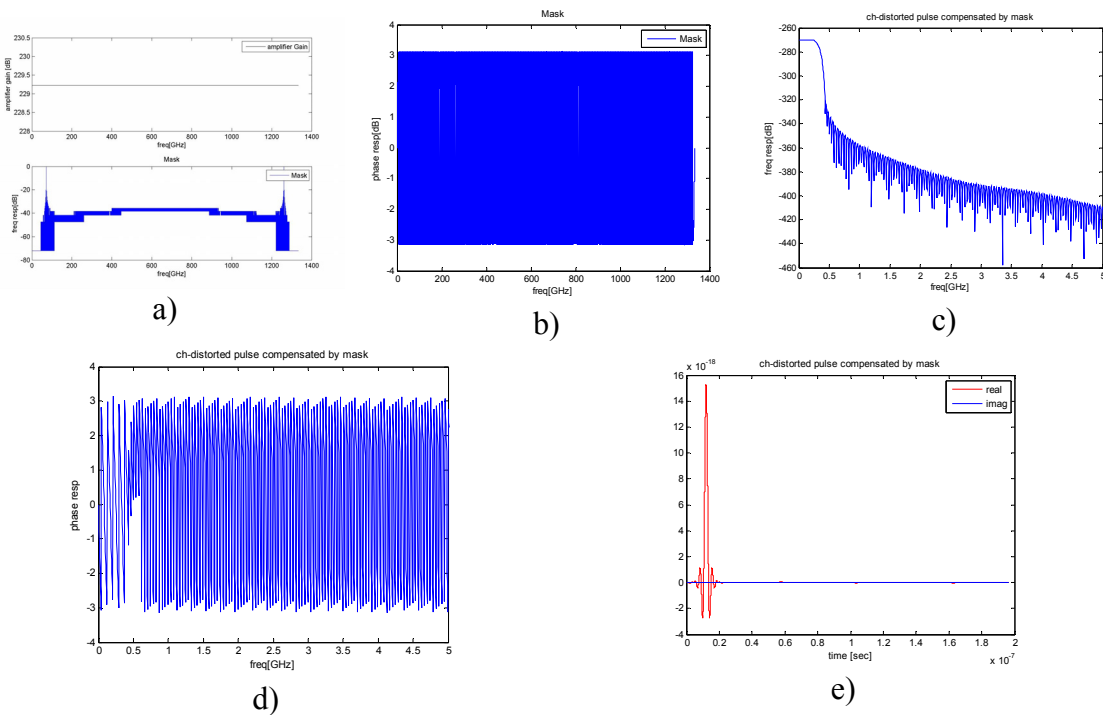 230.5
230
229.5
229
228.5
228
amplifier gain [dB]
amplifier Gain
0 200 400 600 800 1000 1200 1400
freq[GHz]
Mask
0
-20
-40
-60
-80
freq resp[dB]
Mask
0 200 400 600 800 1000 1200 1400
freq[GHz]
a)
Mask
4
3
2
1
0
-1
-2
-3
-4
phase resp[dB]
Mask
0 200 400 600 800 1000 1200 1400
freq[GHz]
b)
ch-distorted pulse compensated by mask
-260
-280
-300
-320
-340
-360
-380
-400
-420
-440
-460
freq resp[dB]
0 0.5 1 1.5 2 2.5 3 3.5 4 4.5 5
freq[GHz]
c)
ch-distorted pulse compensated by mask
4
3
2
1
0
-1
-2
-3
-4
phase resp
0 0.5 1 1.5 2 2.5 3 3.5 4 4.5 5
freq[GHz]
d)
ch-distorted pulse compensated by mask
x 10^-18
16
14
12
10
8
6
4
2
0
-2
-4
real
imag
0 0.2 0.4 0.6 0.8 1 1.2 1.4 1.6 1.8 2
time [sec]
x 10^-7
e)